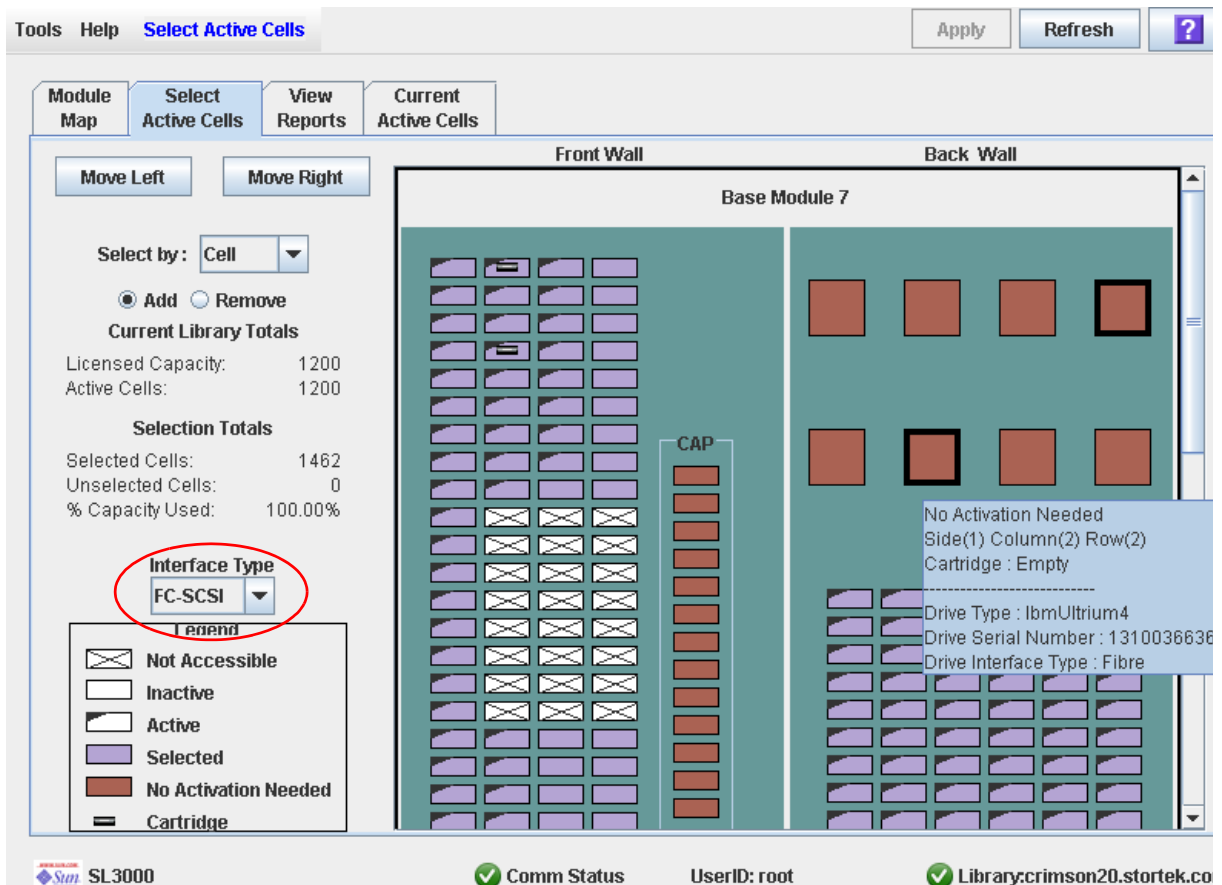 Tools Help Select Active Cells Apply Refresh ?
Module Map
Select Active Cells
View Reports
Current Active Cells
Move Left Move Right
Front Wall Back Wall
Base Module 7
Select by: Cell
Add Remove
Current Library Totals
Licensed Capacity: 1200
Active Cells: 1200
Selection Totals
Selected Cells: 1462
Unselected Cells: 0
% Capacity Used: 100.00%
Interface Type
FC-SCSI
Legend
Not Accessible
Inactive
Active
Selected
No Activation Needed
Cartridge
CAP
No Activation Needed
Side(1) Column(2) Row(2)
Cartridge : Empty
---------------------------
Drive Type : IbmUltrium4
Drive Serial Number : 1310036636
Drive Interface Type : Fibre
Sun SL3000 Comm Status UserID: root Library:crimson20.stortek.co